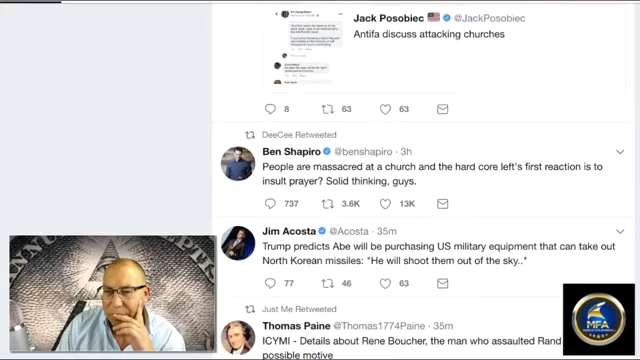 Jack Posobiec @JackPosobiec
Antifa discuss attacking churches
8 63 63
DeeCee Retweeted
Ben Shapiro @benshapiro · 3h
People are massacred at a church and the hard core left's first reaction is to
insult prayer? Solid thinking, guys.
737 3.6K 13K
Jim Acosta @Acosta · 35m
Trump predicts Abe will be purchasing US military equipment that can take out
North Korean missiles: "He will shoot them out of the sky.."
77 46 63
Just Me Retweeted
Thomas Paine @Thomas1774Paine · 35m
ICYMI - Details about Rene Boucher, the man who assaulted Rand
possible motive
MFA